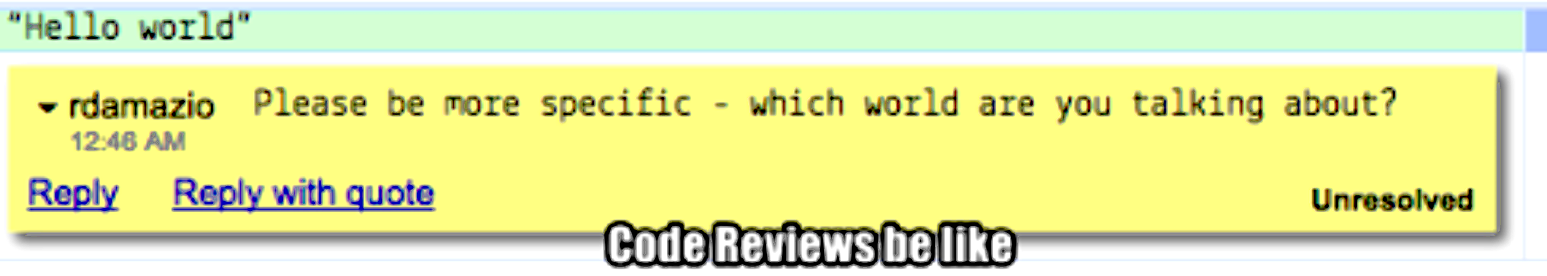 "Hello world"
rdamazio Please be more specific - which world are you talking about?
12:46 AM
Reply Reply with quote Unresolved
Code Reviews be like